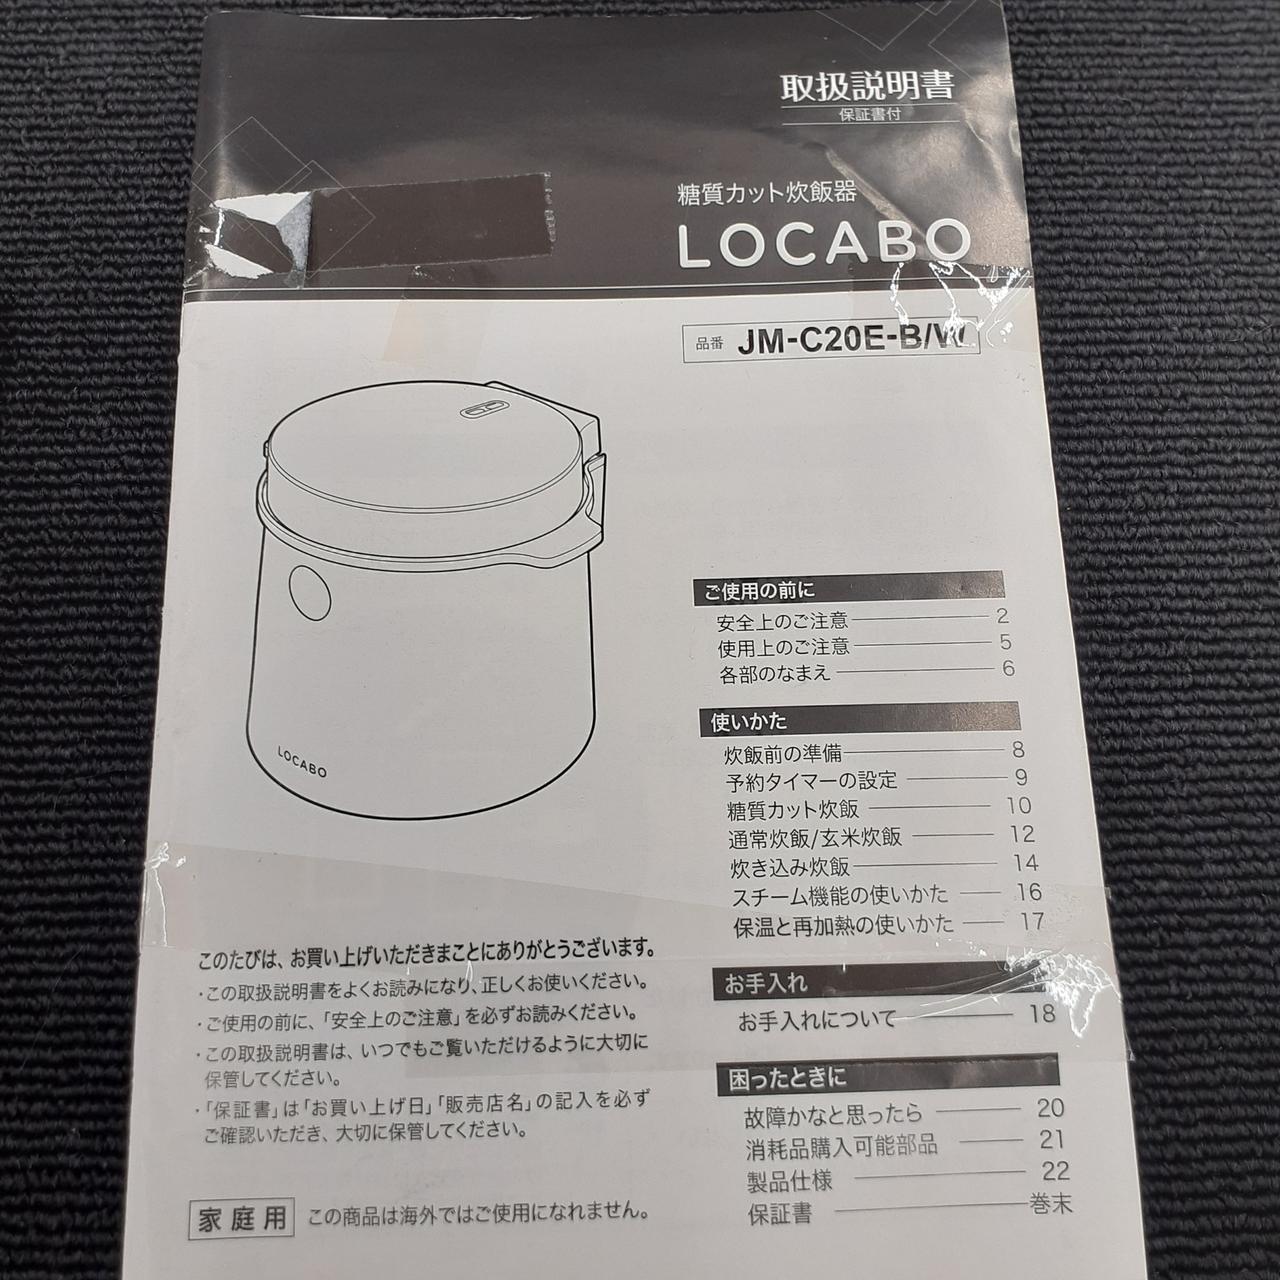 取扱説明書
保証書付
糖質カット炊飯器
LOCABO
品番 JM-C20E-B/W
LOCABO
ご使用の前に
安全上のご注意 2
使用上のご注意 5
各部のなまえ 6
使いかた
炊飯前の準備 8
予約タイマーの設定 9
糖質カット炊飯 10
通常炊飯/玄米炊飯 12
炊き込み炊飯 14
スチーム機能の使いかた 16
保温と再加熱の使いかた 17
お手入れ
お手入れについて 18
困ったときに
故障かなと思ったら 20
消耗品購入可能部品 21
製品仕様 22
保証書 巻末
このたびは、お買い上げいただきまことにありがとうございます。
・この取扱説明書をよくお読みになり、正しくお使いください。
・ご使用の前に、「安全上のご注意」を必ずお読みください。
・この取扱説明書は、いつでもご覧いただけるように大切に
保管してください。
・「保証書」は「お買い上げ日」「販売店名」の記入を必ず
ご確認いただき、大切に保管してください。
家庭用 この商品は海外ではご使用になれません。